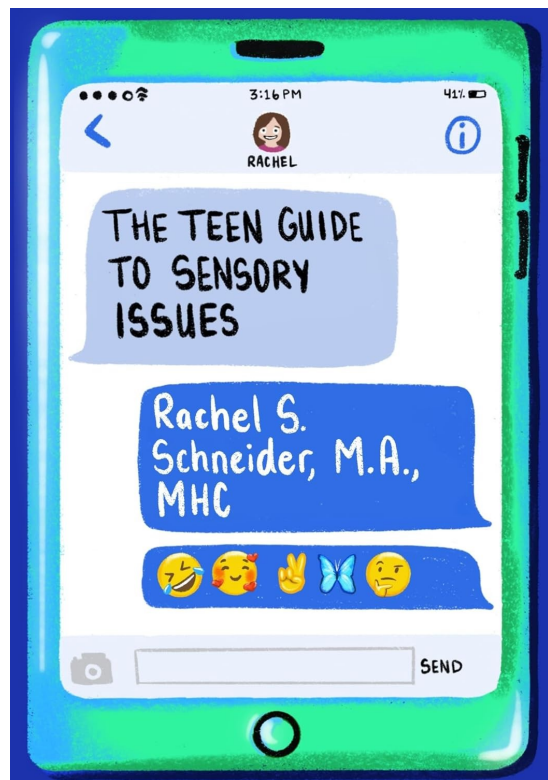 3:16 PM 41%
RACHEL
THE TEEN GUIDE
TO SENSORY
ISSUES
Rachel S.
Schneider, M.A.,
MHC
🤣 🥰 ✌️ 🦋 🤔
SEND